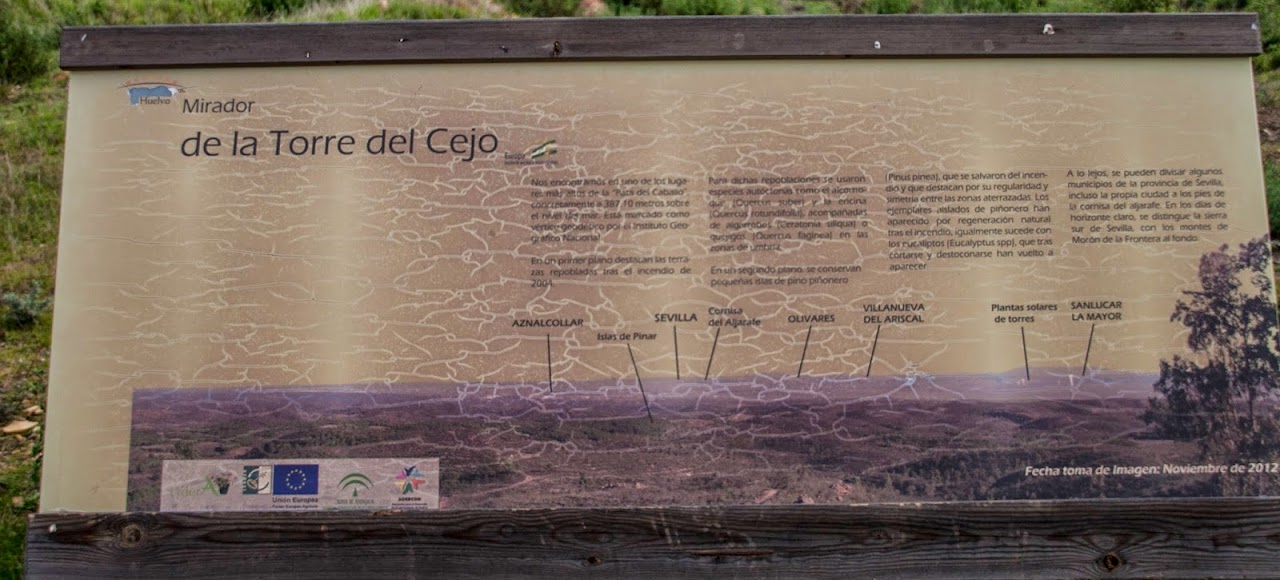 Huelva
Mirador
de la Torre del Cejo
Europa
Nos encontramos en uno de los luga-
res más altos de la "Pata del Caballo"
concretamente a 387,10 metros sobre
el nivel del mar. Está marcado como
vértice geodésico por el Instituto Geo-
gráfico Nacional
En un primer plano destacan las terra-
zas repobladas tras el incendio de
2004.
Para dichas repoblaciones se usaron
especies autóctonas como el alcorno-
que (Quercus suber) y la encina
(Quercus rotundifolia), acompañadas
de algarrobos (Ceratonia siliqua) o
quejigos (Quercus faginea) en las
zonas de umbría.
En un segundo plano, se conservan
pequeñas islas de pino piñonero
(Pinus pinea), que se salvaron del incen-
dio y que destacan por su regularidad y
simetría entre las zonas aterrazadas. Los
ejemplares aislados de piñonero han
aparecido por regeneración natural
tras el incendio, igualmente sucede con
los eucaliptos (Eucalyptus spp), que tras
cortarse y destoconarse han vuelto a
aparecer.
A lo lejos, se pueden divisar algunos
municipios de la provincia de Sevilla,
incluso la propia ciudad a los pies de
la cornisa del aljarafe. En los días de
horizonte claro, se distingue la sierra
sur de Sevilla, con los montes de
Morón de la Frontera al fondo.
AZNALCOLLAR
Islas de Pinar
SEVILLA
Cornisa
del Aljarafe
OLIVARES
VILLANUEVA
DEL ARISCAL
Plantas solares
de torres
SANLUCAR
LA MAYOR
Unión Europea
ADERCON
Fecha toma de imagen: Noviembre de 2012